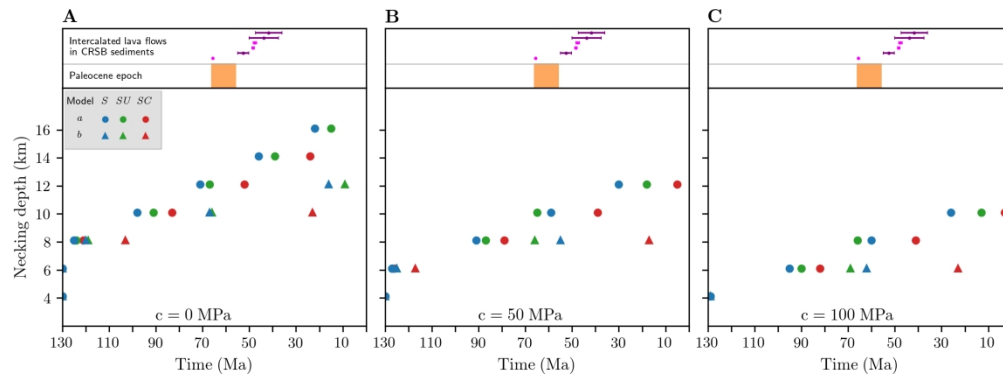 A
B
C
Intercalated lava flows
in CRSB sediments
Paleocene epoch
Model S SU SC
a
b
Necking depth (km)
16
14
12
10
8
6
4
c = 0 MPa
c = 50 MPa
c = 100 MPa
130 110 90 70 50 30 10
130 110 90 70 50 30 10
130 110 90 70 50 30 10
Time (Ma)
Time (Ma)
Time (Ma)